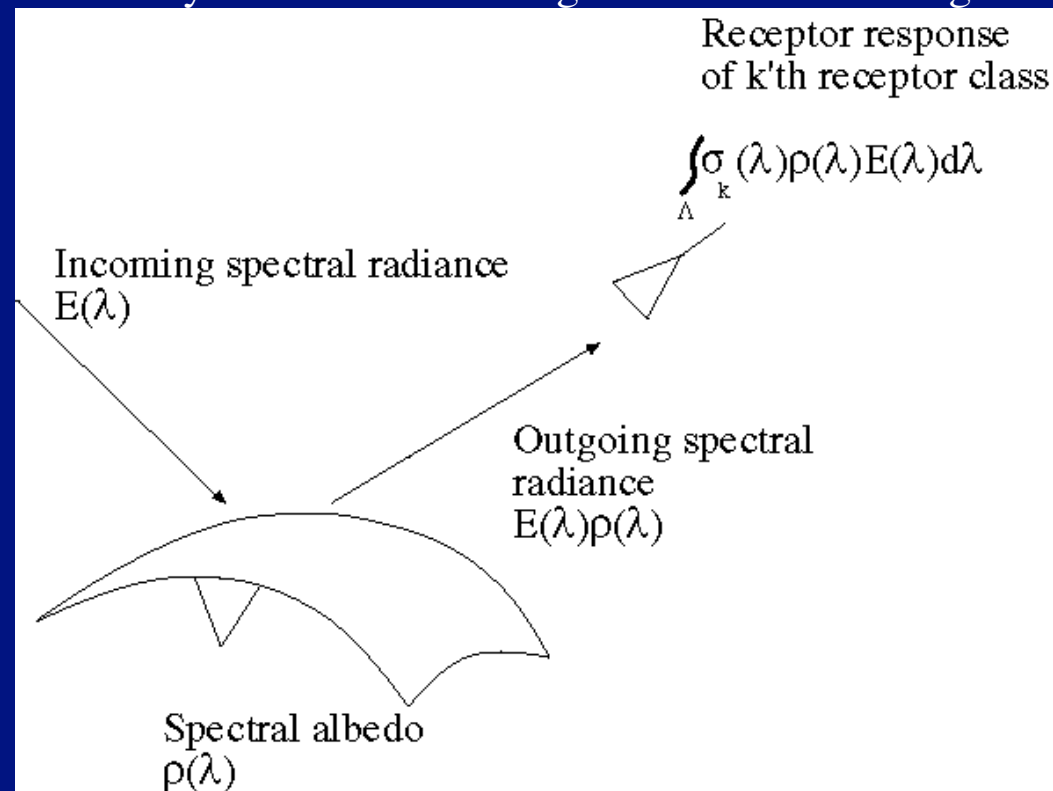 Receptor response
of k'th receptor class
∫σk(λ)ρ(λ)E(λ)dλ
Λ
Incoming spectral radiance
E(λ)
Outgoing spectral
radiance
E(λ)ρ(λ)
Spectral albedo
ρ(λ)